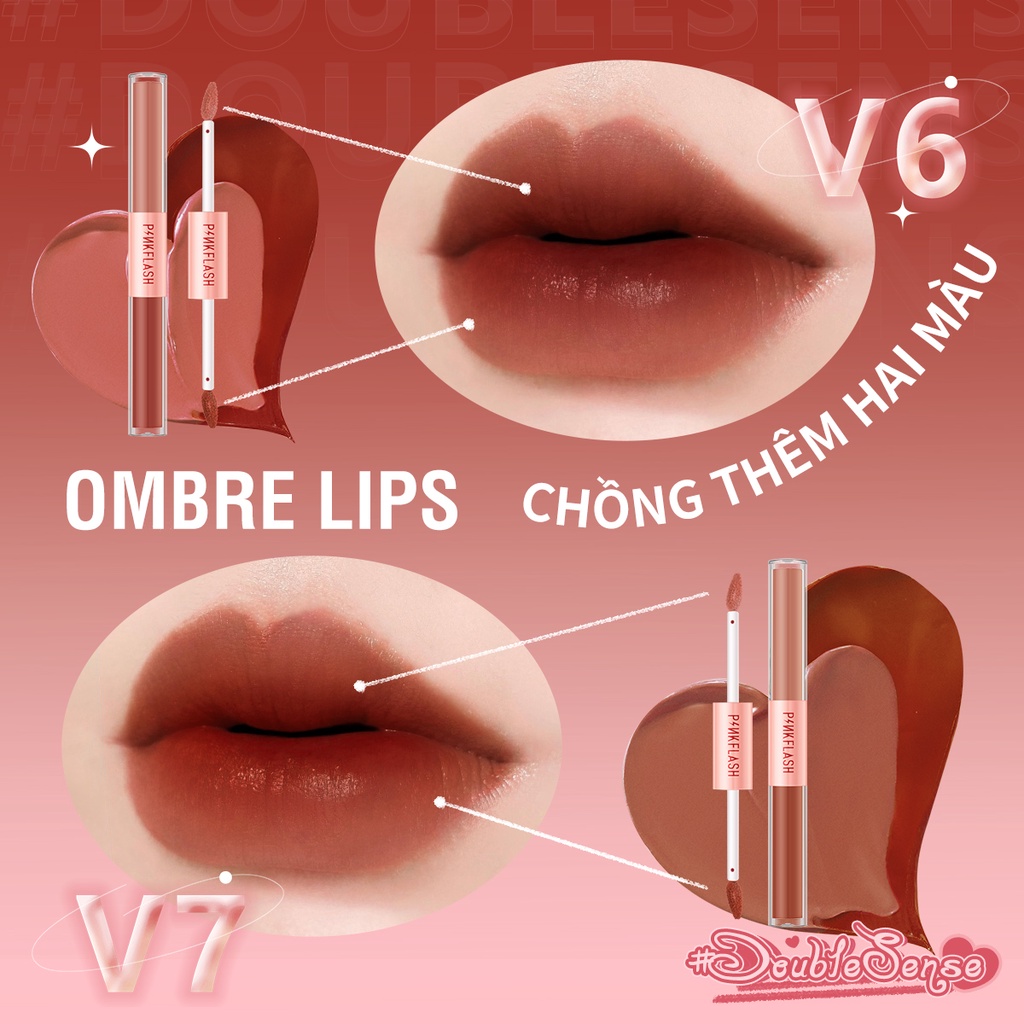 #DOUBLESENS
#DOUBLESENS
V6
PINKFLASH
PINKFLASH
CHỒNG THÊM HAI MÀU
OMBRE LIPS
PINKFLASH
PINKFLASH
V7
#DoubleSense